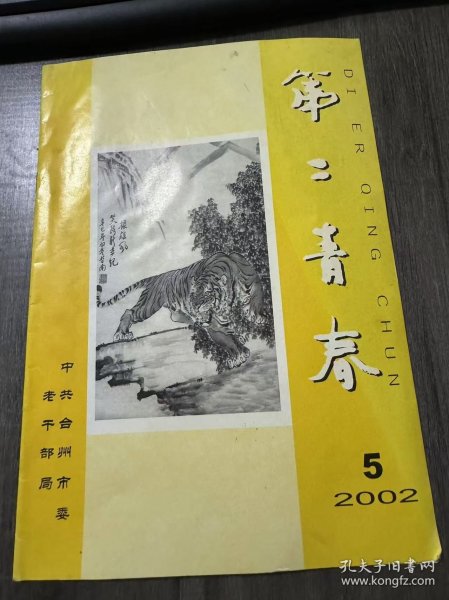 第二青春
DI ER QING CHUN
中共台州市委
老干部局
5
2002
孔夫子旧书网
www.kongfz.com